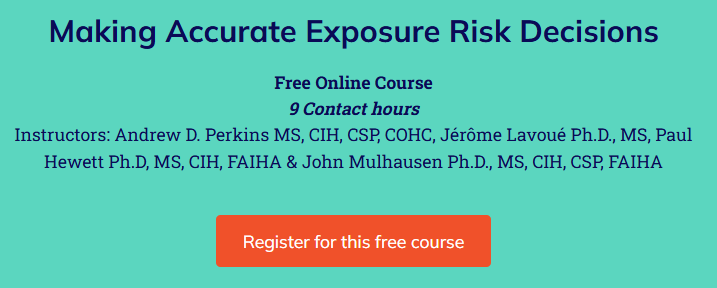 Making Accurate Exposure Risk Decisions
Free Online Course
9 Contact hours
Instructors: Andrew D. Perkins MS, CIH, CSP, COHC, Jérôme Lavoué Ph.D., MS, Paul
Hewett Ph.D, MS, CIH, FAIHA & John Mulhausen Ph.D., MS, CIH, CSP, FAIHA
Register for this free course